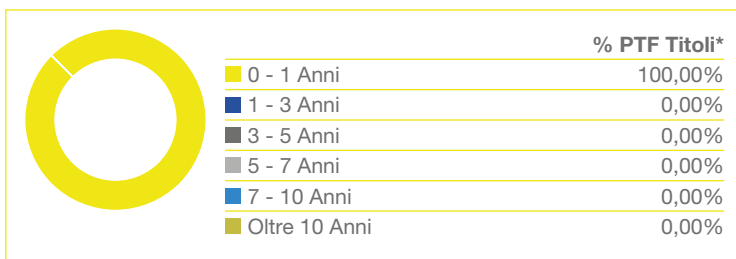 % PTF Titoli*
0 - 1 Anni 100,00%
1 - 3 Anni 0,00%
3 - 5 Anni 0,00%
5 - 7 Anni 0,00%
7 - 10 Anni 0,00%
Oltre 10 Anni 0,00%